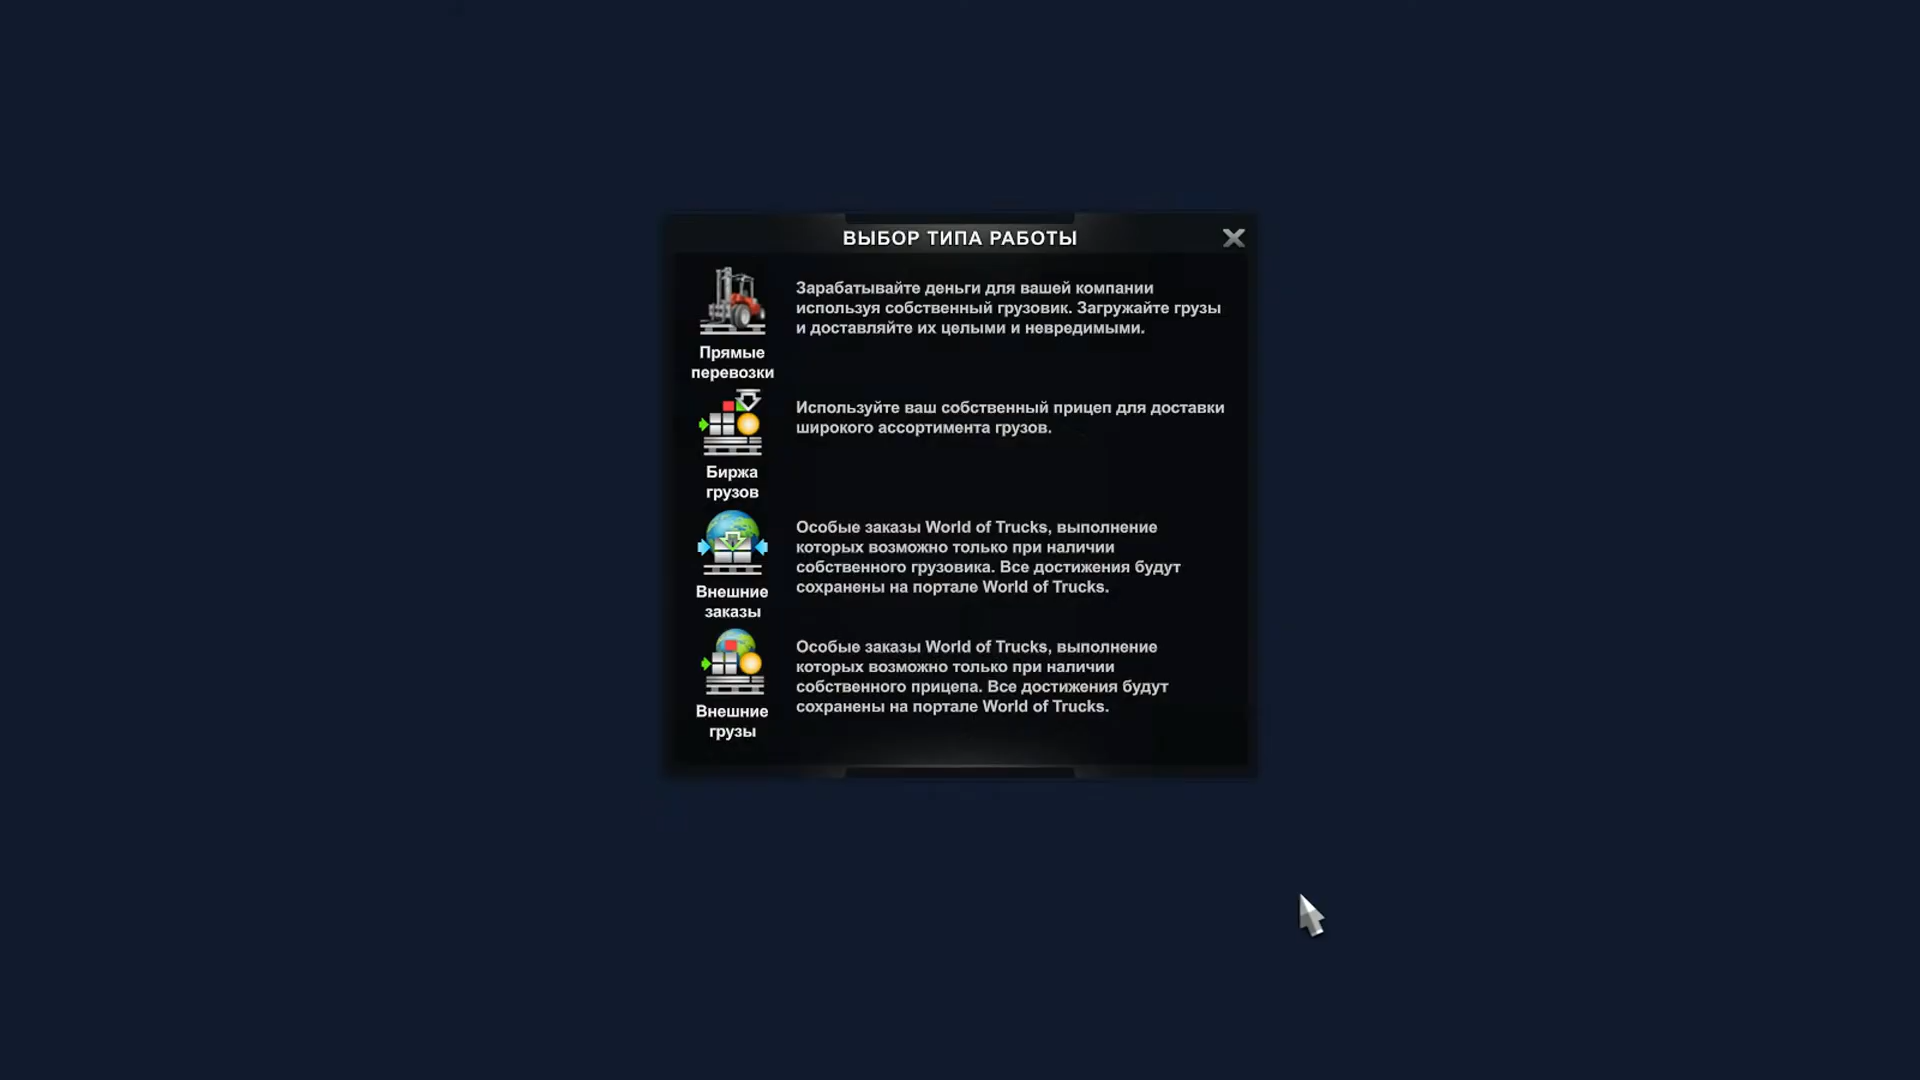 ВЫБОР ТИПА РАБОТЫ
Зарабатывайте деньги для вашей компании
используя собственный грузовик. Загружайте грузы
и доставляйте их целыми и невредимыми.
Прямые
перевозки
Используйте ваш собственный прицеп для доставки
широкого ассортимента грузов.
Биржа
грузов
Особые заказы World of Trucks, выполнение
которых возможно только при наличии
собственного грузовика. Все достижения будут
сохранены на портале World of Trucks.
Внешние
заказы
Особые заказы World of Trucks, выполнение
которых возможно только при наличии
собственного прицепа. Все достижения будут
сохранены на портале World of Trucks.
Внешние
грузы